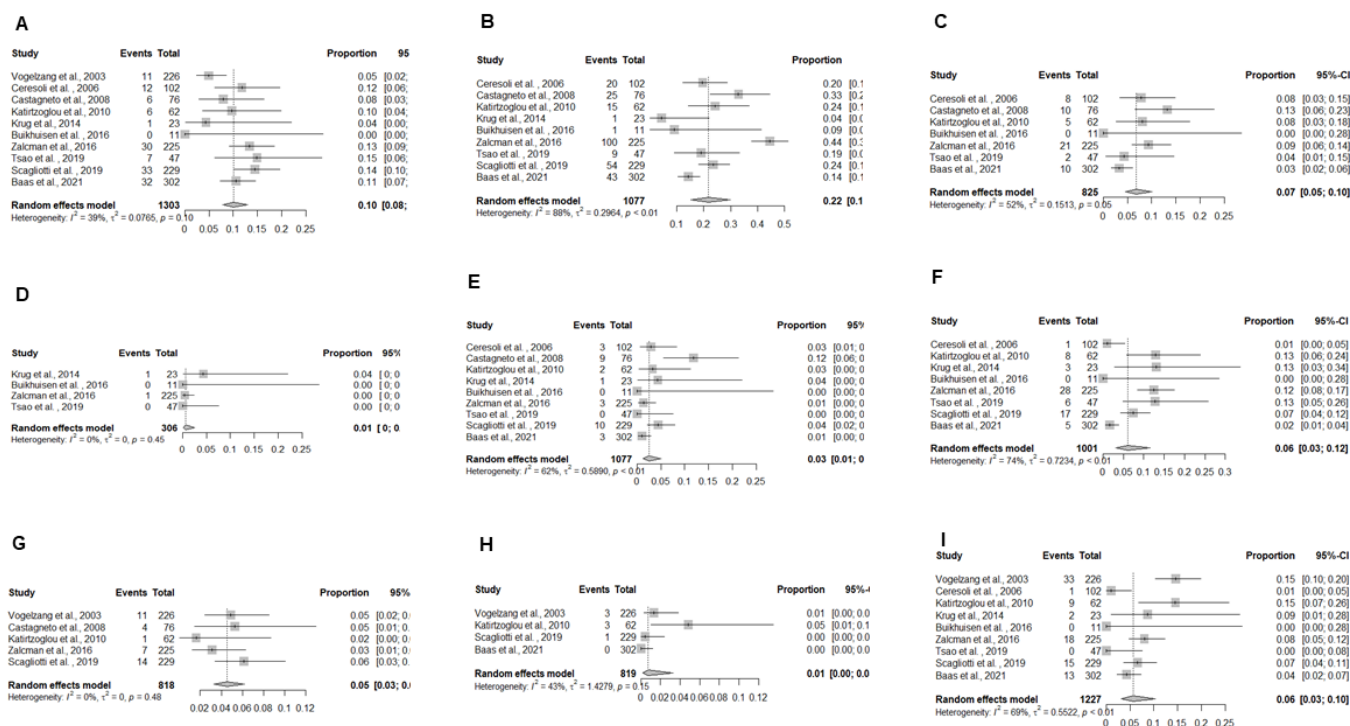 A
Study Events Total Proportion 95
Vogelzang et al., 2003 11 226 0.05 [0.02;
Ceresoli et al., 2006 12 102 0.12 [0.06;
Castagneto et al., 2008 6 76 0.08 [0.03;
Katirtzoglou et al., 2010 6 62 0.10 [0.04;
Krug et al., 2014 1 23 0.04 [0.00;
Buikhuisen et al., 2016 0 11 0.00 [0.00;
Zalcman et al., 2016 30 225 0.13 [0.09;
Tsao et al., 2019 7 47 0.15 [0.06;
Scagliotti et al., 2019 33 229 0.14 [0.10;
Baas et al., 2021 32 302 0.11 [0.07;
Random effects model 1303 0.10 [0.08;
Heterogeneity: I² = 39%, τ² = 0.0765, p = 0.10
0 0.05 0.1 0.15 0.2 0.25
B
Study Events Total Proportion
Ceresoli et al., 2006 20 102 0.20 [0.1
Castagneto et al., 2008 25 76 0.33 [0.2
Katirtzoglou et al., 2010 15 62 0.24 [0.1
Krug et al., 2014 1 23 0.04 [0.0
Buikhuisen et al., 2016 1 11 0.09 [0.0
Zalcman et al., 2016 100 225 0.44 [0.3
Tsao et al., 2019 9 47 0.19 [0.0
Scagliotti et al., 2019 54 229 0.24 [0.1
Baas et al., 2021 43 302 0.14 [0.1
Random effects model 1077 0.22 [0.1
Heterogeneity: I² = 88%, τ² = 0.2964, p < 0.01
0.1 0.2 0.3 0.4 0.5
C
Study Events Total Proportion 95%-CI
Ceresoli et al., 2006 8 102 0.08 [0.03; 0.15]
Castagneto et al., 2008 10 76 0.13 [0.06; 0.23]
Katirtzoglou et al., 2010 5 62 0.08 [0.03; 0.18]
Buikhuisen et al., 2016 0 11 0.00 [0.00; 0.28]
Zalcman et al., 2016 21 225 0.09 [0.06; 0.14]
Tsao et al., 2019 2 47 0.04 [0.01; 0.15]
Baas et al., 2021 10 302 0.03 [0.02; 0.06]
Random effects model 825 0.07 [0.05; 0.10]
Heterogeneity: I² = 52%, τ² = 0.1513, p = 0.05
0 0.05 0.1 0.15 0.2 0.25
D
Study Events Total Proportion 95%
Krug et al., 2014 1 23 0.04 [ 0; 0.
Buikhuisen et al., 2016 0 11 0.00 [ 0; 0.
Zalcman et al., 2016 1 225 0.00 [ 0; 0.
Tsao et al., 2019 0 47 0.00 [ 0; 0.
Random effects model 306 0.01 [ 0; 0.
Heterogeneity: I² = 0%, τ² = 0, p = 0.45
0 0.05 0.1 0.15 0.2 0.25
E
Study Events Total Proportion 95%
Ceresoli et al., 2006 3 102 0.03 [0.01; 0
Castagneto et al., 2008 9 76 0.12 [0.06; 0
Katirtzoglou et al., 2010 2 62 0.03 [0.00; 0
Krug et al., 2014 1 23 0.04 [0.00; 0
Buikhuisen et al., 2016 0 11 0.00 [0.00; 0
Zalcman et al., 2016 3 225 0.01 [0.00; 0
Tsao et al., 2019 0 47 0.00 [0.00; 0
Scagliotti et al., 2019 10 229 0.04 [0.02; 0
Baas et al., 2021 3 302 0.01 [0.00; 0
Random effects model 1077 0.03 [0.01; 0
Heterogeneity: I² = 62%, τ² = 0.5890, p < 0.01
0 0.05 0.1 0.15 0.2 0.25
F
Study Events Total Proportion 95%-CI
Ceresoli et al., 2006 1 102 0.01 [0.00; 0.05]
Katirtzoglou et al., 2010 8 62 0.13 [0.06; 0.24]
Krug et al., 2014 3 23 0.13 [0.03; 0.34]
Buikhuisen et al., 2016 0 11 0.00 [0.00; 0.28]
Zalcman et al., 2016 28 225 0.12 [0.08; 0.17]
Tsao et al., 2019 6 47 0.13 [0.05; 0.26]
Scagliotti et al., 2019 17 229 0.07 [0.04; 0.12]
Baas et al., 2021 5 302 0.02 [0.01; 0.04]
Random effects model 1001 0.06 [0.03; 0.12]
Heterogeneity: I² = 74%, τ² = 0.7234, p < 0.01
0 0.05 0.1 0.15 0.2 0.25 0.3
G
Study Events Total Proportion 95%
Vogelzang et al., 2003 11 226 0.05 [0.02; 0
Castagneto et al., 2008 4 76 0.05 [0.01; 0
Katirtzoglou et al., 2010 1 62 0.02 [0.00; 0
Zalcman et al., 2016 7 225 0.03 [0.01; 0
Scagliotti et al., 2019 14 229 0.06 [0.03; 0
Random effects model 818 0.05 [0.03; 0
Heterogeneity: I² = 0%, τ² = 0, p = 0.48
0.02 0.04 0.06 0.08 0.1 0.12
H
Study Events Total Proportion 95%-
Vogelzang et al., 2003 3 226 0.01 [0.00; 0.0
Katirtzoglou et al., 2010 3 62 0.05 [0.01; 0.1
Scagliotti et al., 2019 1 229 0.00 [0.00; 0.0
Baas et al., 2021 0 302 0.00 [0.00; 0.0
Random effects model 819 0.01 [0.00; 0.0
Heterogeneity: I² = 43%, τ² = 1.4279, p = 0.15
0 0.02 0.04 0.06 0.08 0.1 0.12
I
Study Events Total Proportion 95%-CI
Vogelzang et al., 2003 33 226 0.15 [0.10; 0.20]
Ceresoli et al., 2006 1 102 0.01 [0.00; 0.05]
Katirtzoglou et al., 2010 9 62 0.15 [0.07; 0.26]
Krug et al., 2014 2 23 0.09 [0.01; 0.28]
Buikhuisen et al., 2016 0 11 0.00 [0.00; 0.28]
Zalcman et al., 2016 18 225 0.08 [0.05; 0.12]
Tsao et al., 2019 0 47 0.00 [0.00; 0.08]
Scagliotti et al., 2019 15 229 0.07 [0.04; 0.11]
Baas et al., 2021 13 302 0.04 [0.02; 0.07]
Random effects model 1227 0.06 [0.03; 0.10]
Heterogeneity: I² = 69%, τ² = 0.5522, p < 0.01
0 0.05 0.1 0.15 0.2 0.25